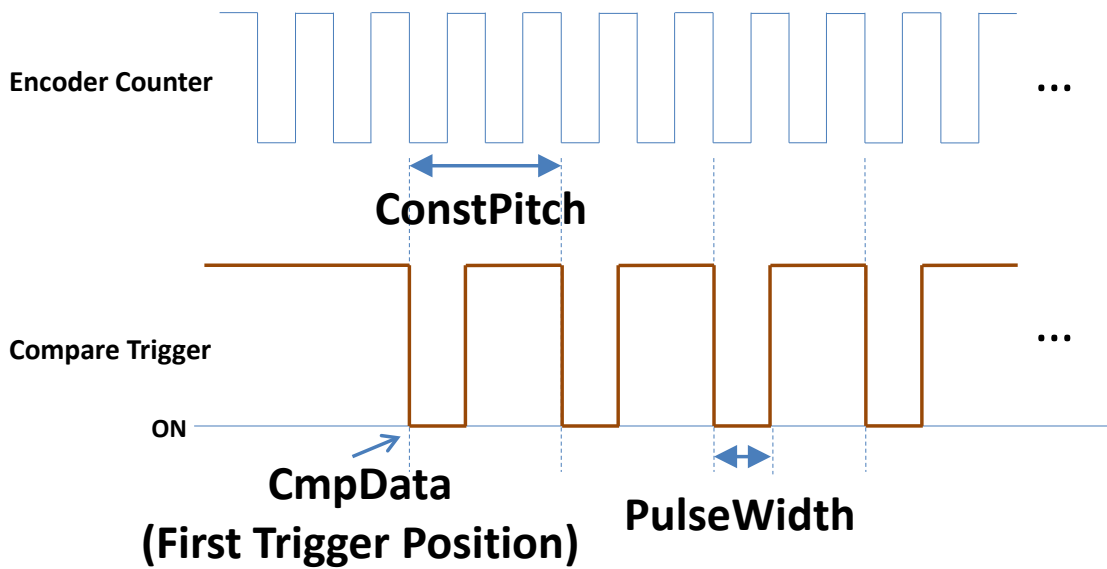 Encoder Counter
...
ConstPitch
Compare Trigger
...
ON
CmpData
(First Trigger Position)
PulseWidth